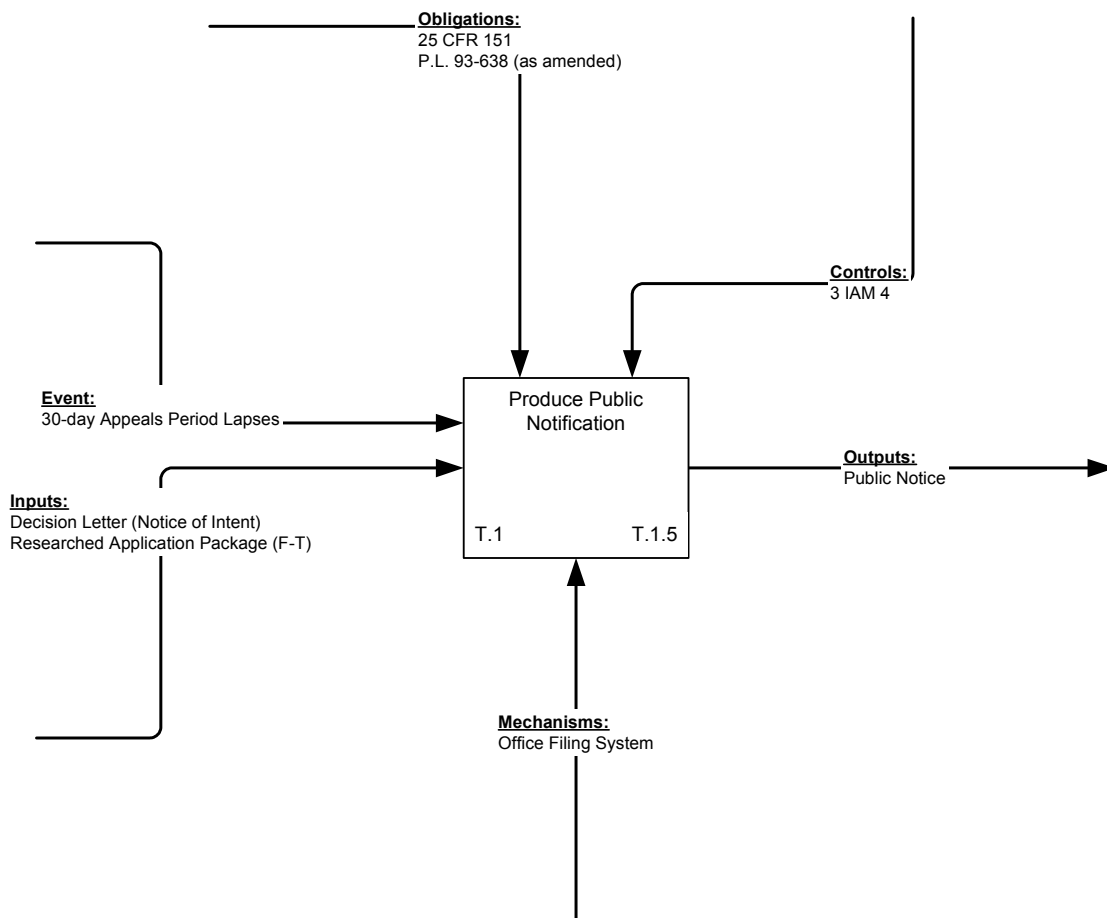 Obligations:
25 CFR 151
P.L. 93-638 (as amended)
Controls:
3 IAM 4
Event:
30-day Appeals Period Lapses
Produce Public
Notification
T.1
T.1.5
Outputs:
Public Notice
Inputs:
Decision Letter (Notice of Intent)
Researched Application Package (F-T)
Mechanisms:
Office Filing System